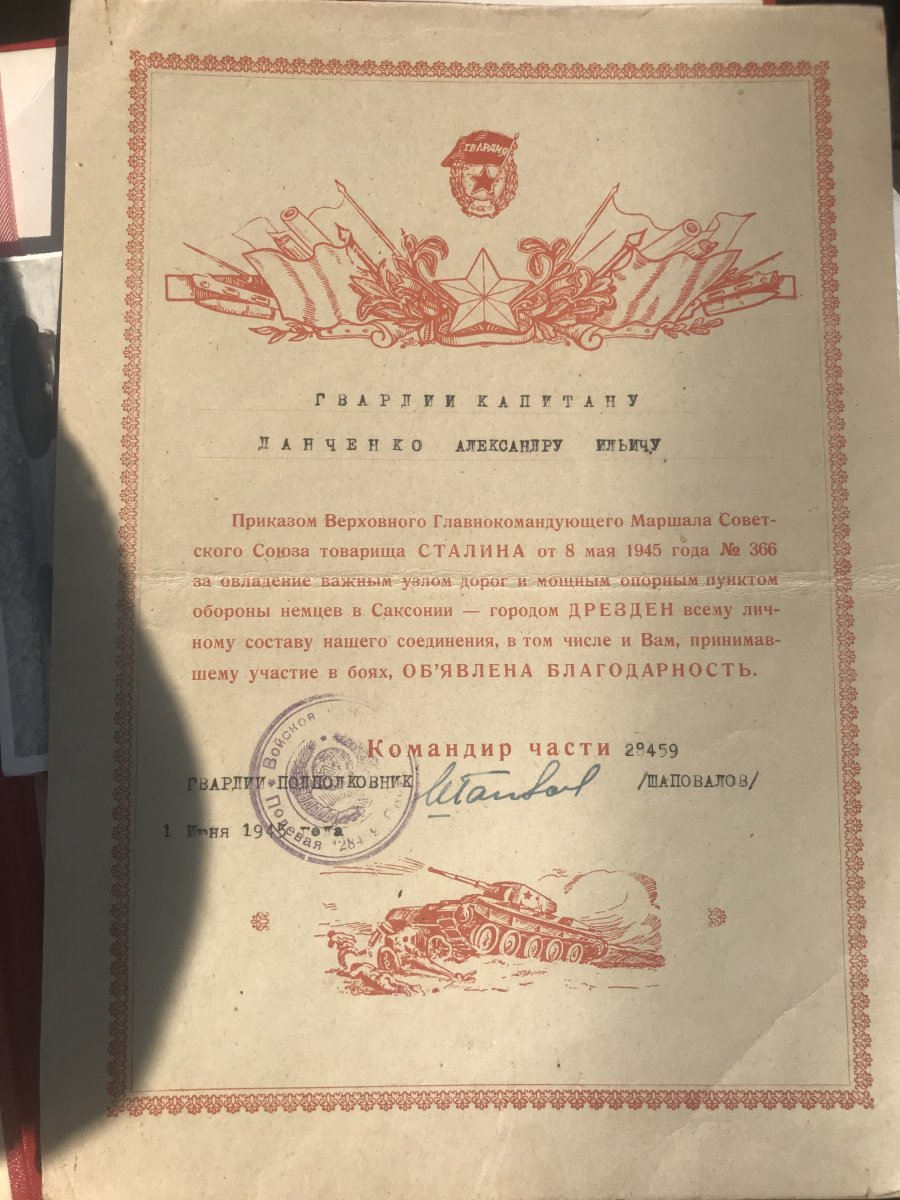 ГВАРДИЯ
ГВАРДИИ КАПИТАНУ
ДАНЧЕНКО АЛЕКСАНДРУ ИЛЬИЧУ
Приказом Верховного Главнокомандующего Маршала Совет-
ского Союза товарища СТАЛИНА от 8 мая 1945 года № 366
за овладение важным узлом дорог и мощным опорным пунктом
обороны немцев в Саксонии — городом ДРЕЗДЕН всему лич-
ному составу нашего соединения, в том числе и Вам, принимав-
шему участие в боях, ОБ'ЯВЛЕНА БЛАГОДАРНОСТЬ.
Командир части 28459
ГВАРДИИ ПОДПОЛКОВНИК /ШАПОВАЛОВ/
1 Июня 1945 года
Войсков
Полевая